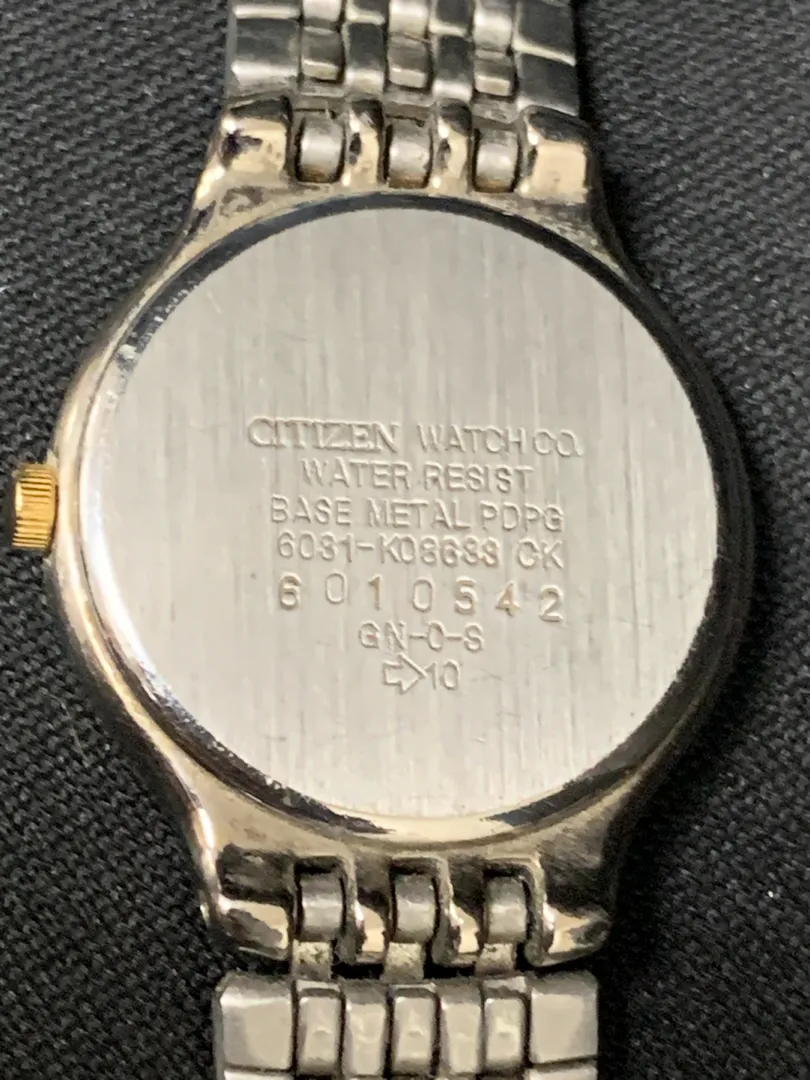 CITIZEN WATCH CO.
WATER RESIST
BASE METAL PDPG
6031-K08633 CK
6010542
GN-0-S
10